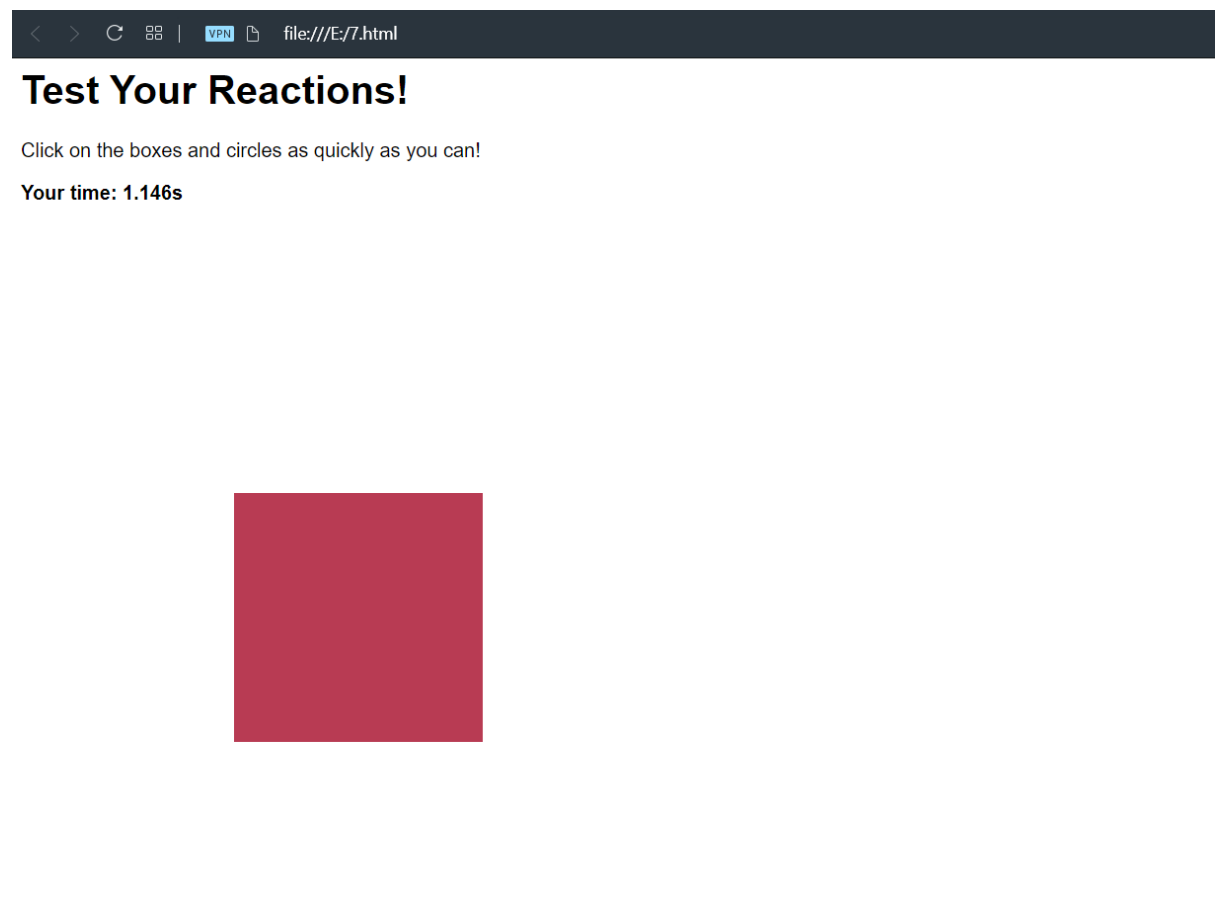 VPN file:///E:/7.html
Test Your Reactions!
Click on the boxes and circles as quickly as you can!
Your time: 1.146s